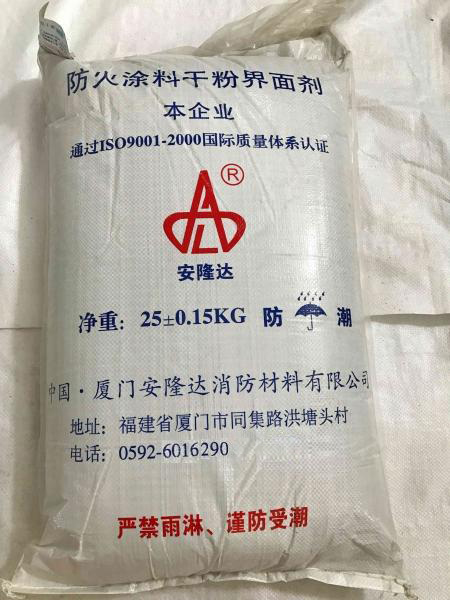 防火涂料干粉界面剂
本企业
通过ISO9001-2000国际质量体系认证
®
安隆达
净重：25±0.15KG 防潮
中国·厦门安隆达消防材料有限公司
地址：福建省厦门市同集路洪塘头村
电话：0592-6016290
严禁雨淋、谨防受潮